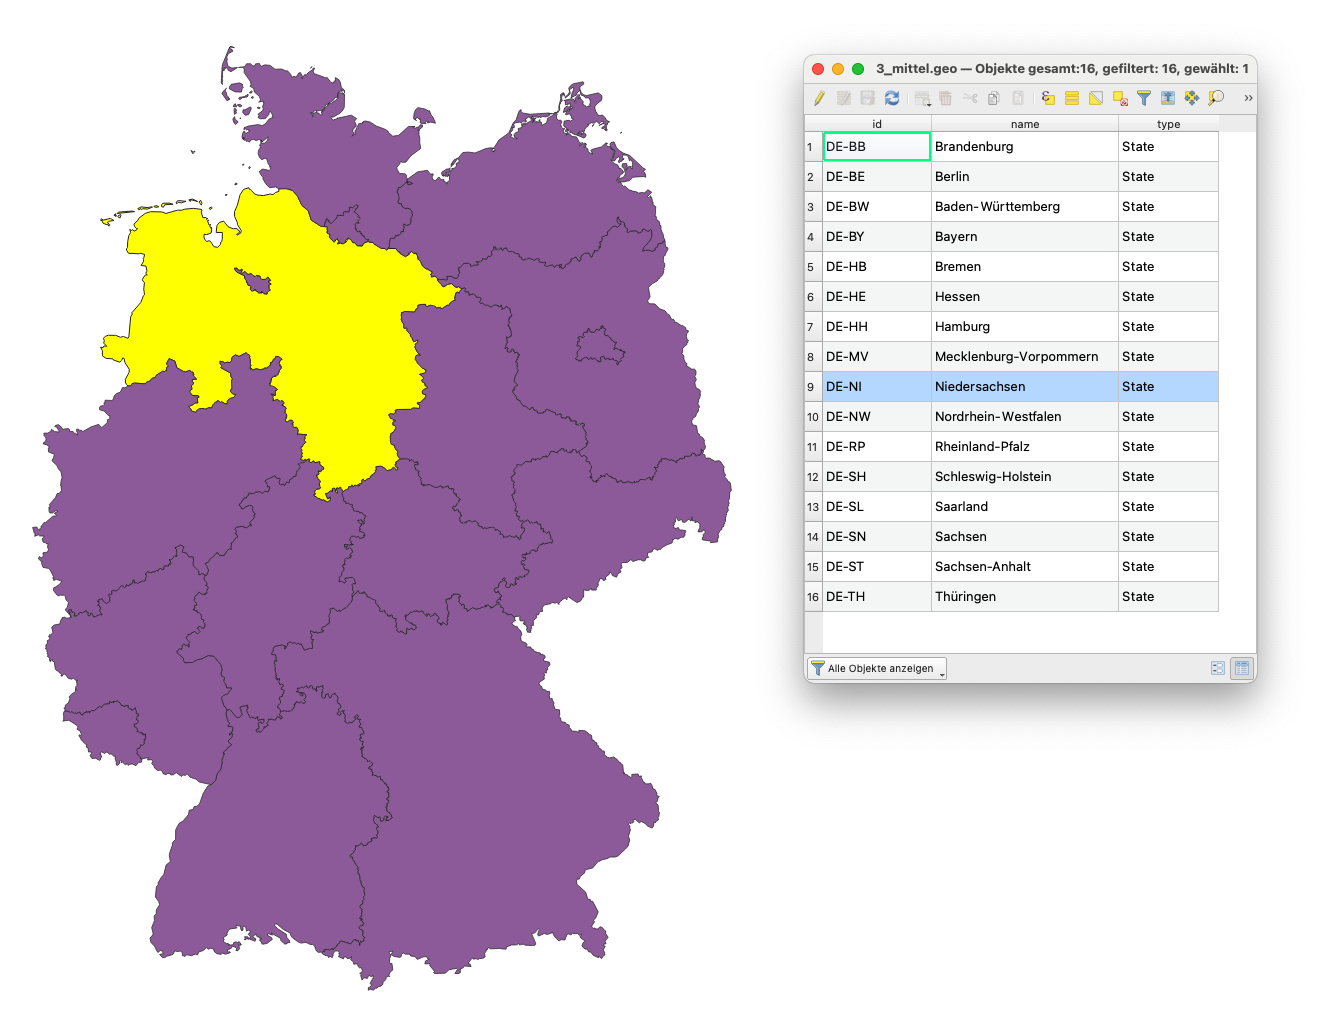 3_mittel.geo — Objekte gesamt:16, gefiltert: 16, gewählt: 1
id name type
1 DE-BB Brandenburg State
2 DE-BE Berlin State
3 DE-BW Baden-Württemberg State
4 DE-BY Bayern State
5 DE-HB Bremen State
6 DE-HE Hessen State
7 DE-HH Hamburg State
8 DE-MV Mecklenburg-Vorpommern State
9 DE-NI Niedersachsen State
10 DE-NW Nordrhein-Westfalen State
11 DE-RP Rheinland-Pfalz State
12 DE-SH Schleswig-Holstein State
13 DE-SL Saarland State
14 DE-SN Sachsen State
15 DE-ST Sachsen-Anhalt State
16 DE-TH Thüringen State
Alle Objekte anzeigen